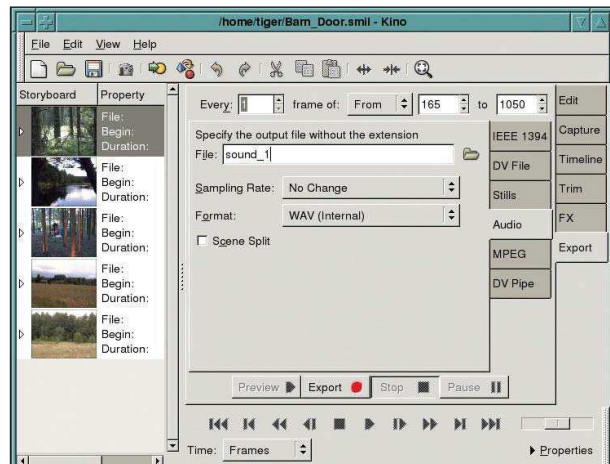 /home/tiger/Barn_Door.smil - Kino
File Edit View Help
Storyboard Property
File:
Begin:
Duration:
File:
Begin:
Duration:
File:
Begin:
Duration:
File:
Begin:
Duration:
File:
Begin:
Duration:
Every: 1 frame of: From 165 to 1050
Specify the output file without the extension
File: sound_1
Sampling Rate: No Change
Format: WAV (Internal)
Scene Split
IEEE 1394
DV File
Stills
Audio
MPEG
DV Pipe
Edit
Capture
Timeline
Trim
FX
Export
Preview Export Stop Pause
Time: Frames
Properties